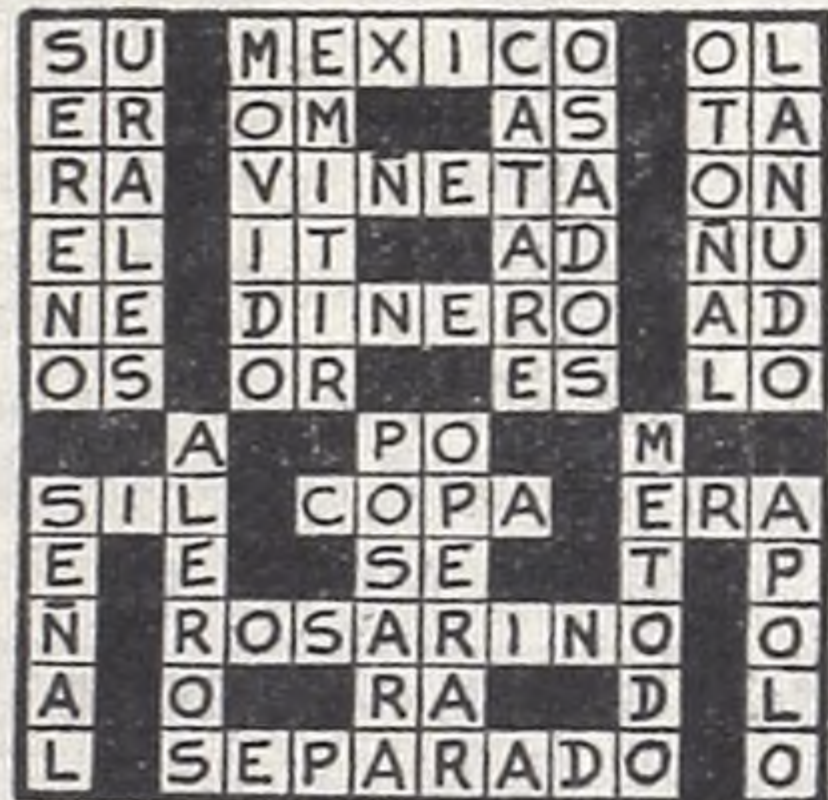 SU MEXICO OL
ER OM AS TA
RA VIÑETA ON
EL IT AD ÑU
NE DINERO AD
OS OR ES LO
A PO M
SIL COPA ERA
E E SE T P
Ñ ROSARINO O
A O RA D L
L SEPARADO O